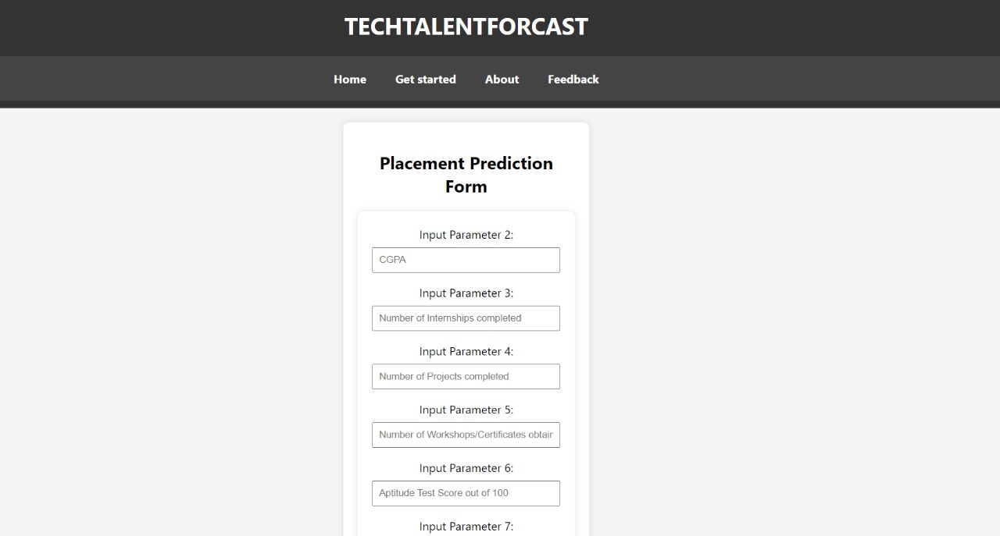 TECHTALENTFORCAST
Home Get started About Feedback
Placement Prediction
Form
Input Parameter 2:
CGPA
Input Parameter 3:
Number of Internships completed
Input Parameter 4:
Number of Projects completed
Input Parameter 5:
Number of Workshops/Certificates obtain
Input Parameter 6:
Aptitude Test Score out of 100
Input Parameter 7: